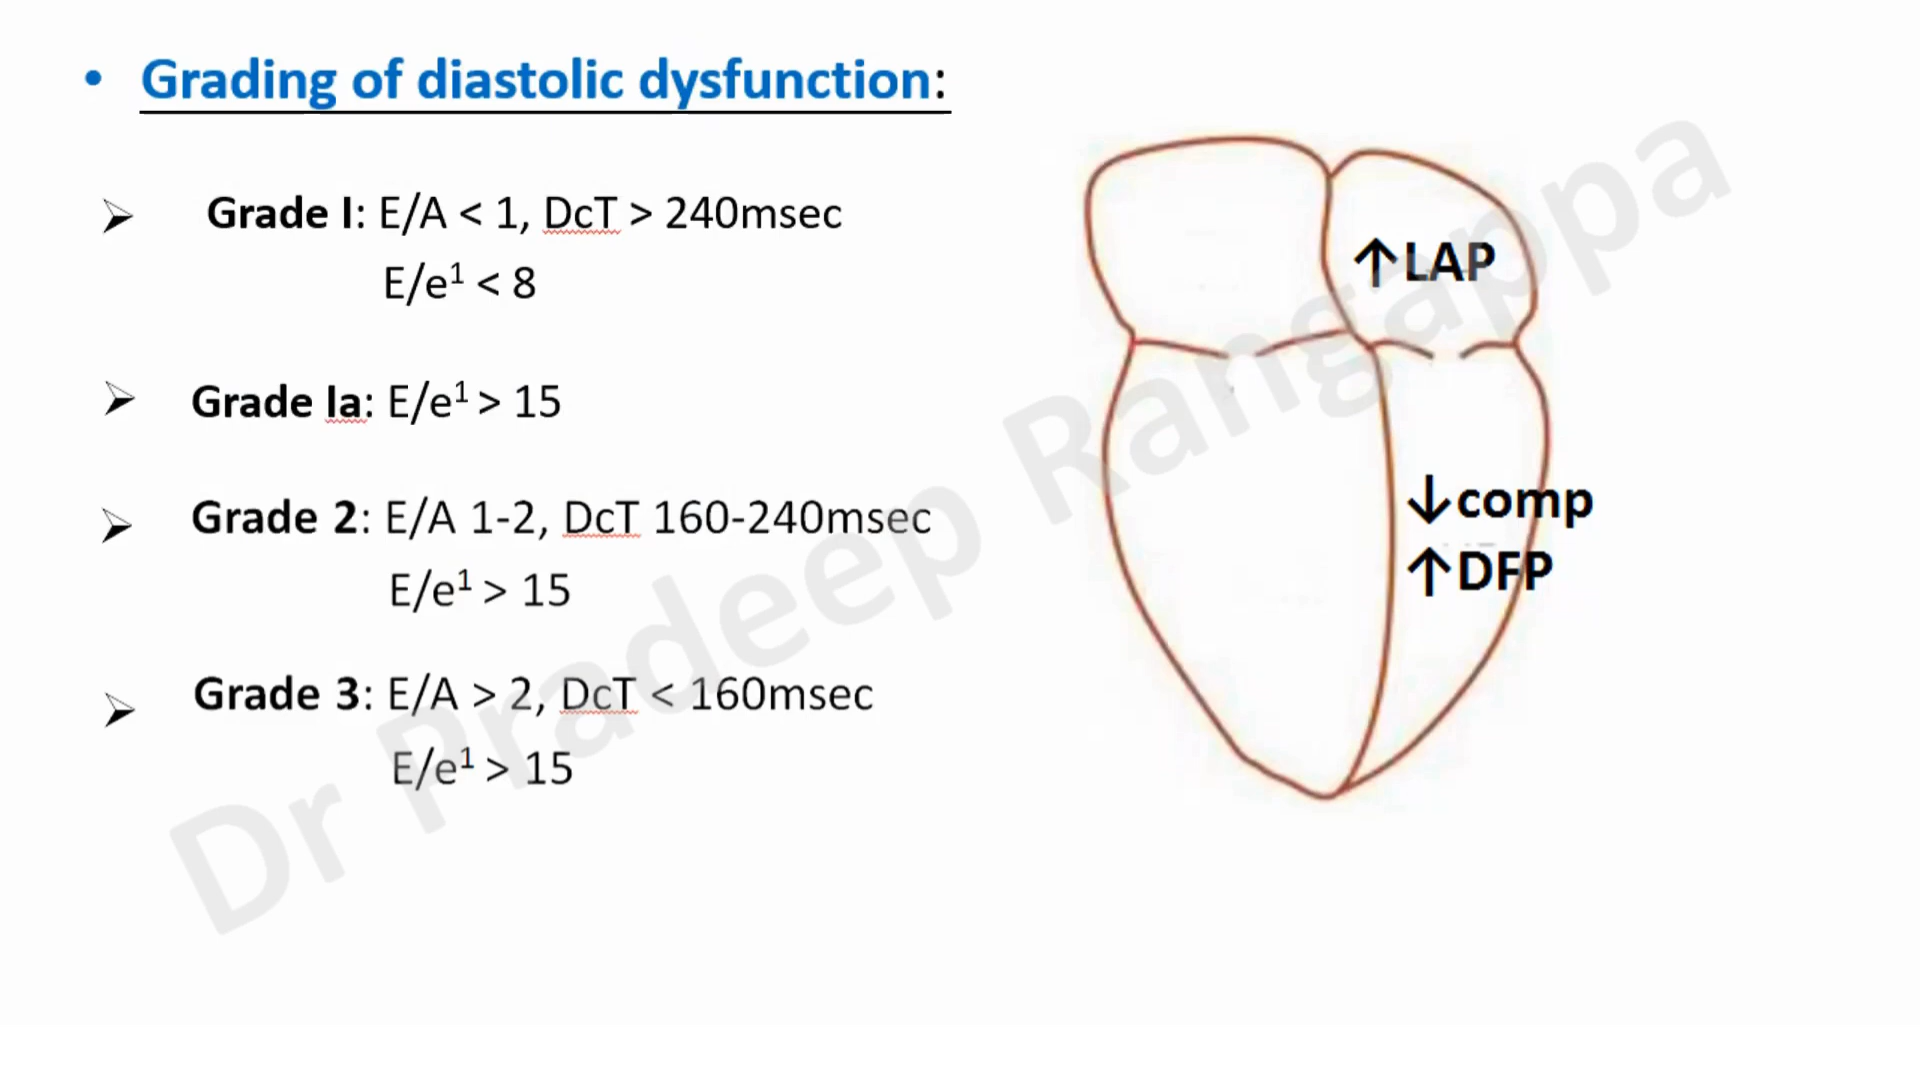 • Grading of diastolic dysfunction:
➢ Grade I: E/A < 1, DcT > 240msec
E/e¹ < 8
➢ Grade Ia: E/e¹ > 15
➢ Grade 2: E/A 1-2, DcT 160-240msec
E/e¹ > 15
➢ Grade 3: E/A > 2, DcT < 160msec
E/e¹ > 15
↑LAP
↓comp
↑DFP
Dr Pradeep Rangappa